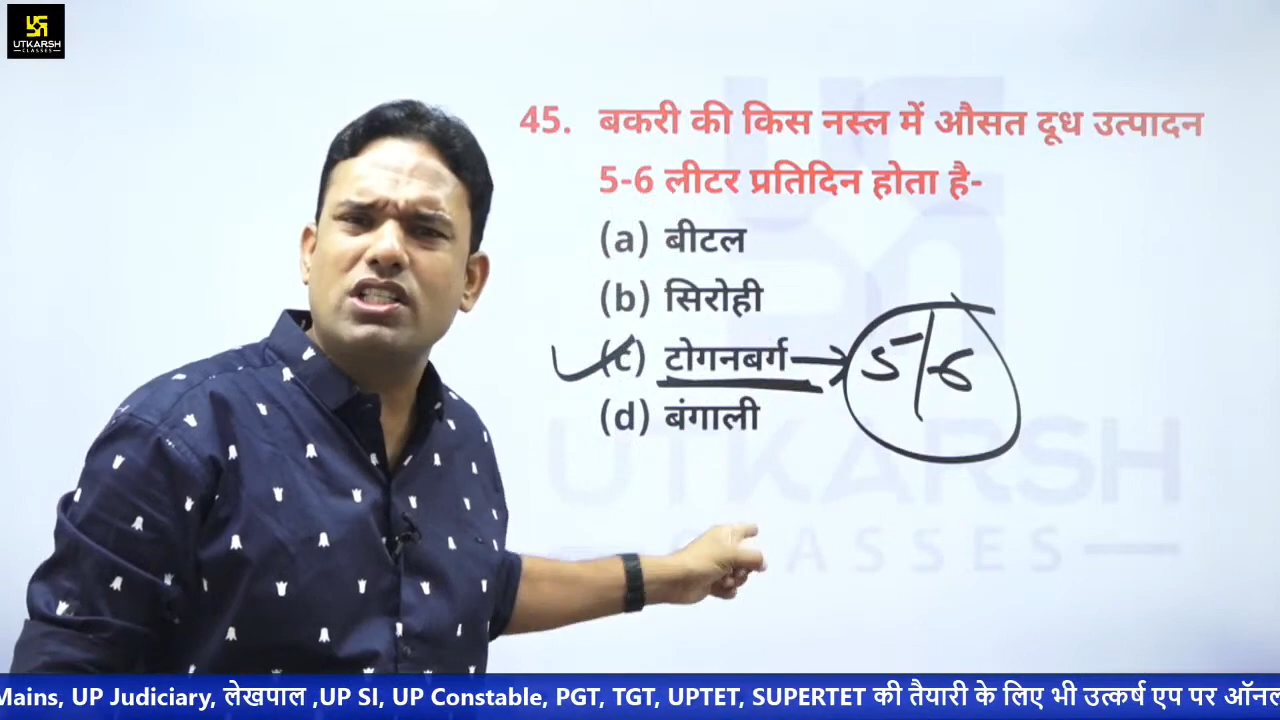 UTKARSH
CLASSES
45. बकरी की किस नस्ल में औसत दूध उत्पादन
5-6 लीटर प्रतिदिन होता है-
(a) बीटल
(b) सिरोही
(c) टोगनबर्ग → 5/6
(d) बंगाली
UTKARSH
CLASSES
Mains, UP Judiciary, लेखपाल ,UP SI, UP Constable, PGT, TGT, UPTET, SUPERTET की तैयारी के लिए भी उत्कर्ष एप पर